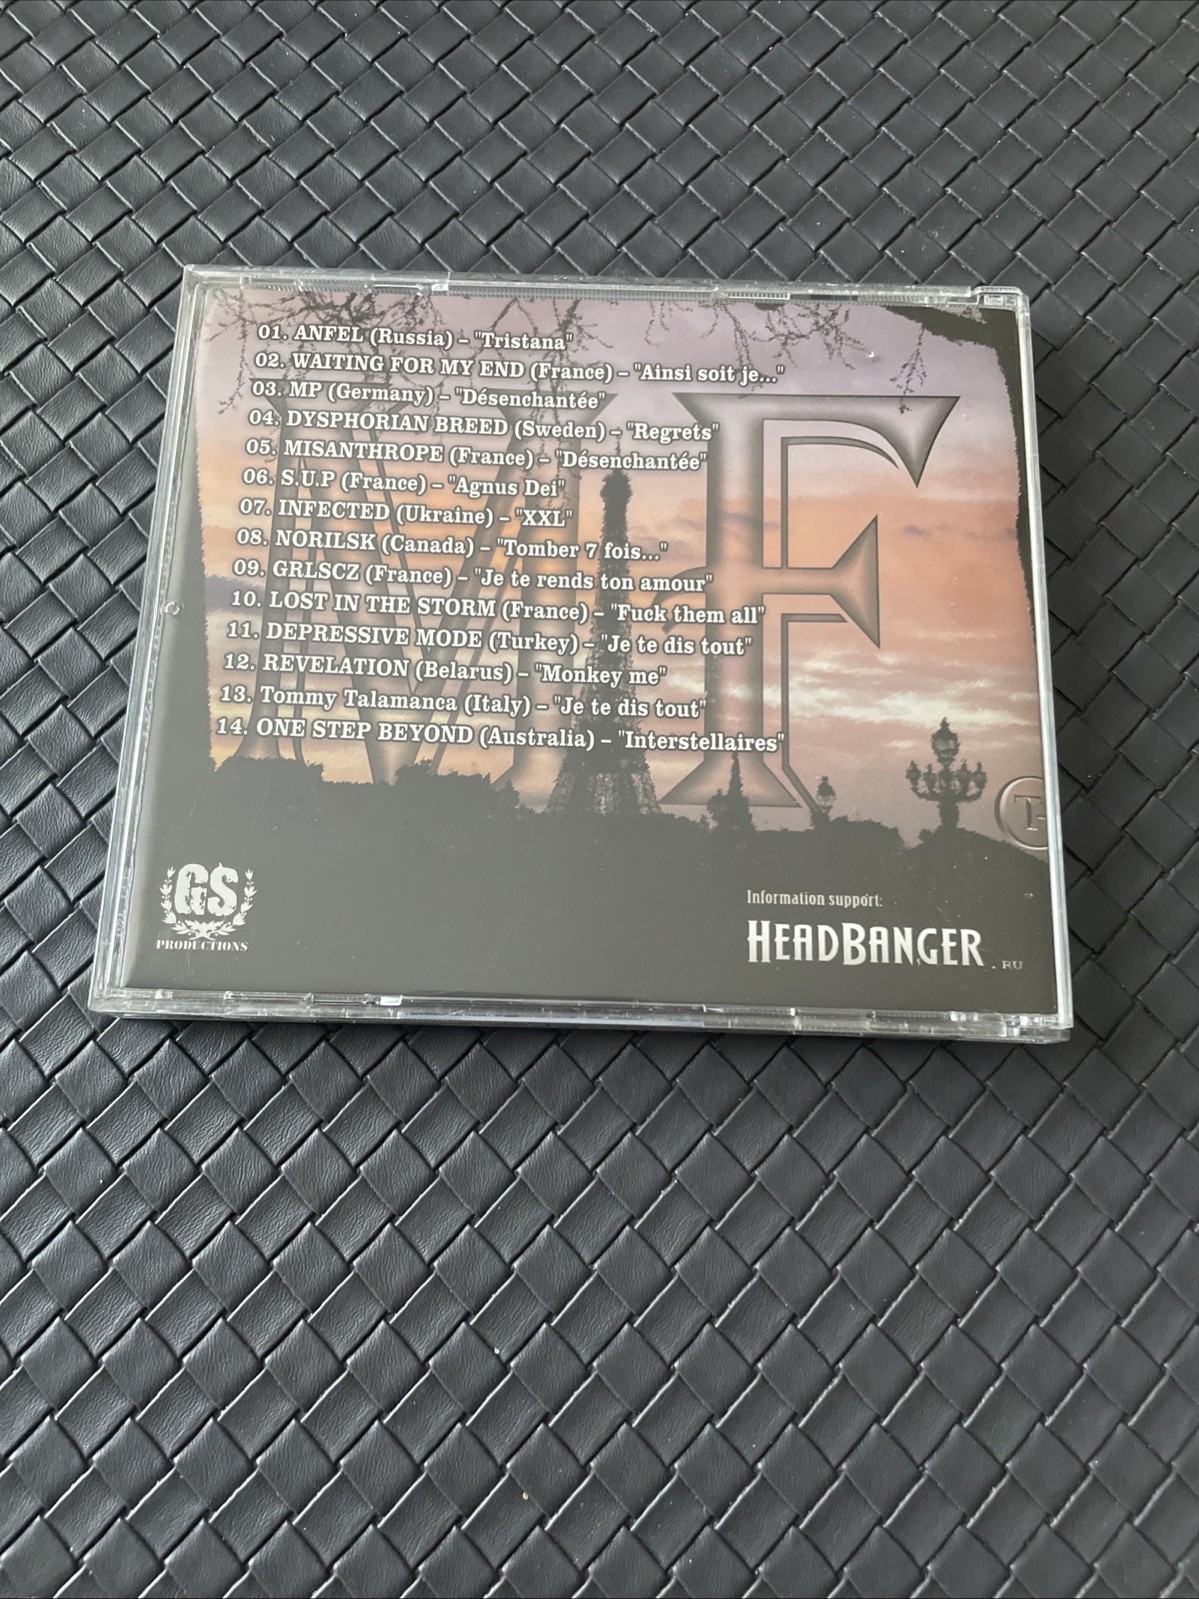 01. ANFEL (Russia) – "Tristana"
02. WAITING FOR MY END (France) – "Ainsi soit je..."
03. MP (Germany) – "Désenchantée"
04. DYSPHORIAN BREED (Sweden) – "Regrets"
05. MISANTHROPE (France) – "Désenchantée"
06. S.U.P (France) – "Agnus Dei"
07. INFECTED (Ukraine) – "XXL"
08. NORILSK (Canada) – "Tomber 7 fois..."
09. GRLSCZ (France) – "Je te rends ton amour"
10. LOST IN THE STORM (France) – "Fuck them all"
11. DEPRESSIVE MODE (Turkey) – "Je te dis tout"
12. REVELATION (Belarus) – "Monkey me"
13. Tommy Talamanca (Italy) – "Je te dis tout"
14. ONE STEP BEYOND (Australia) – "Interstellaires"
MF
GS
PRODUCTIONS
Information support:
HEADBANGER.RU